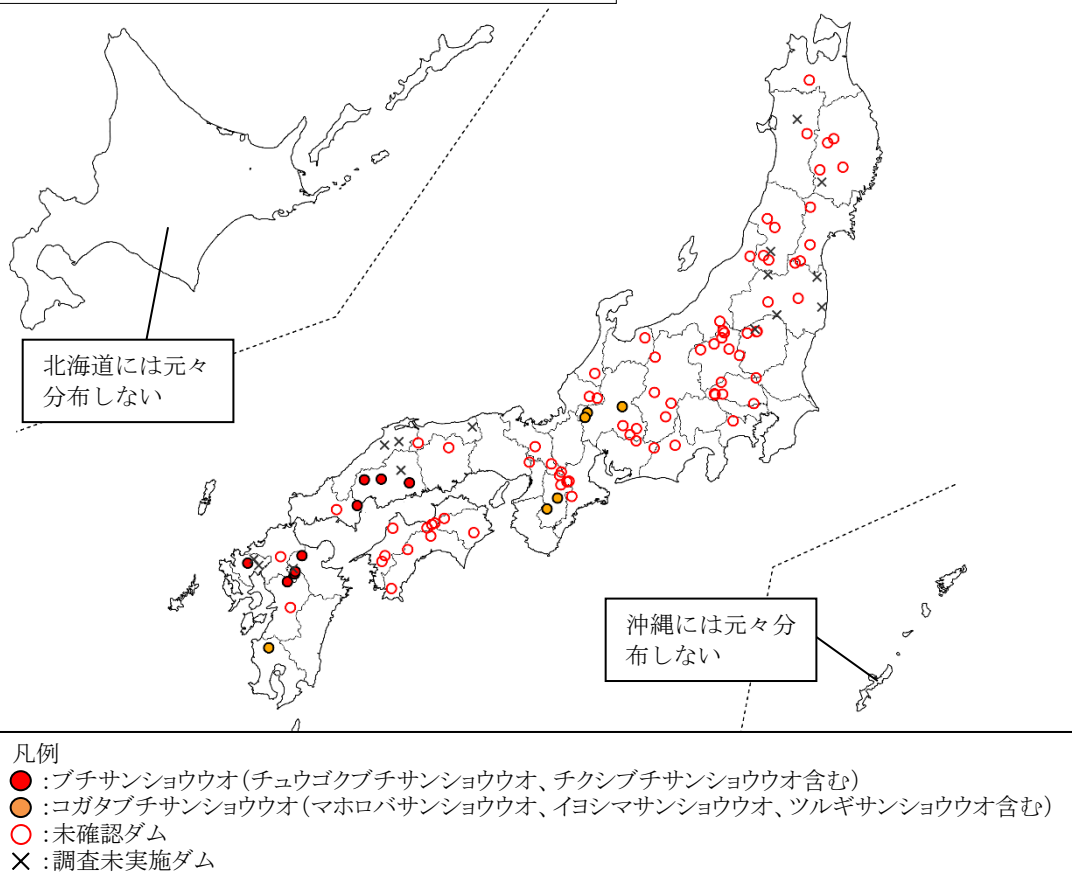 北海道には元々
分布しない
沖縄には元々分
布しない
凡例
:ブチサンショウウオ(チュウゴクブチサンショウウオ、チクシブチサンショウウオ含む)
:コガタブチサンショウウオ(マホロバサンショウウオ、イヨシマサンショウウオ、ツルギサンショウウオ含む)
:未確認ダム
:調査未実施ダム